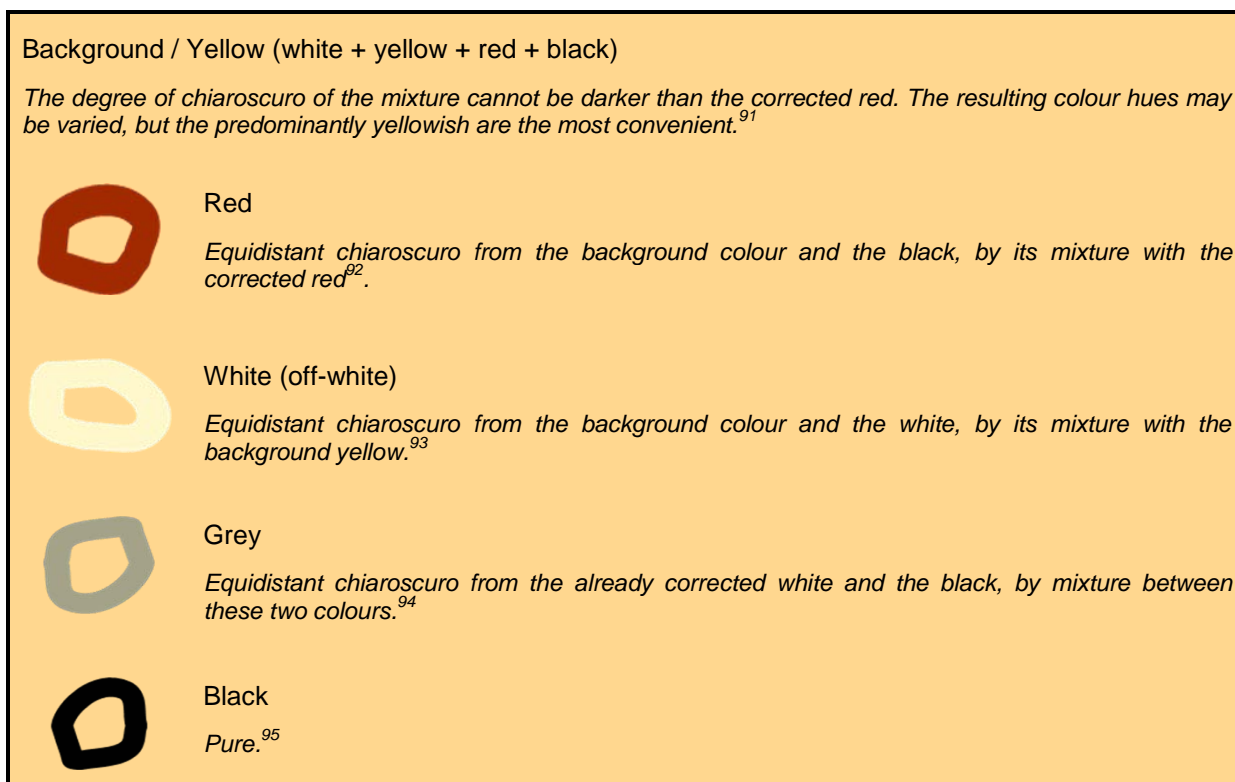 Background / Yellow (white + yellow + red + black)
The degree of chiaroscuro of the mixture cannot be darker than the corrected red. The resulting colour hues may
be varied, but the predominantly yellowish are the most convenient.91
Red
Equidistant chiaroscuro from the background colour and the black, by its mixture with the
corrected red92.
White (off-white)
Equidistant chiaroscuro from the background colour and the white, by its mixture with the
background yellow.93
Grey
Equidistant chiaroscuro from the already corrected white and the black, by mixture between
these two colours.94
Black
Pure.95